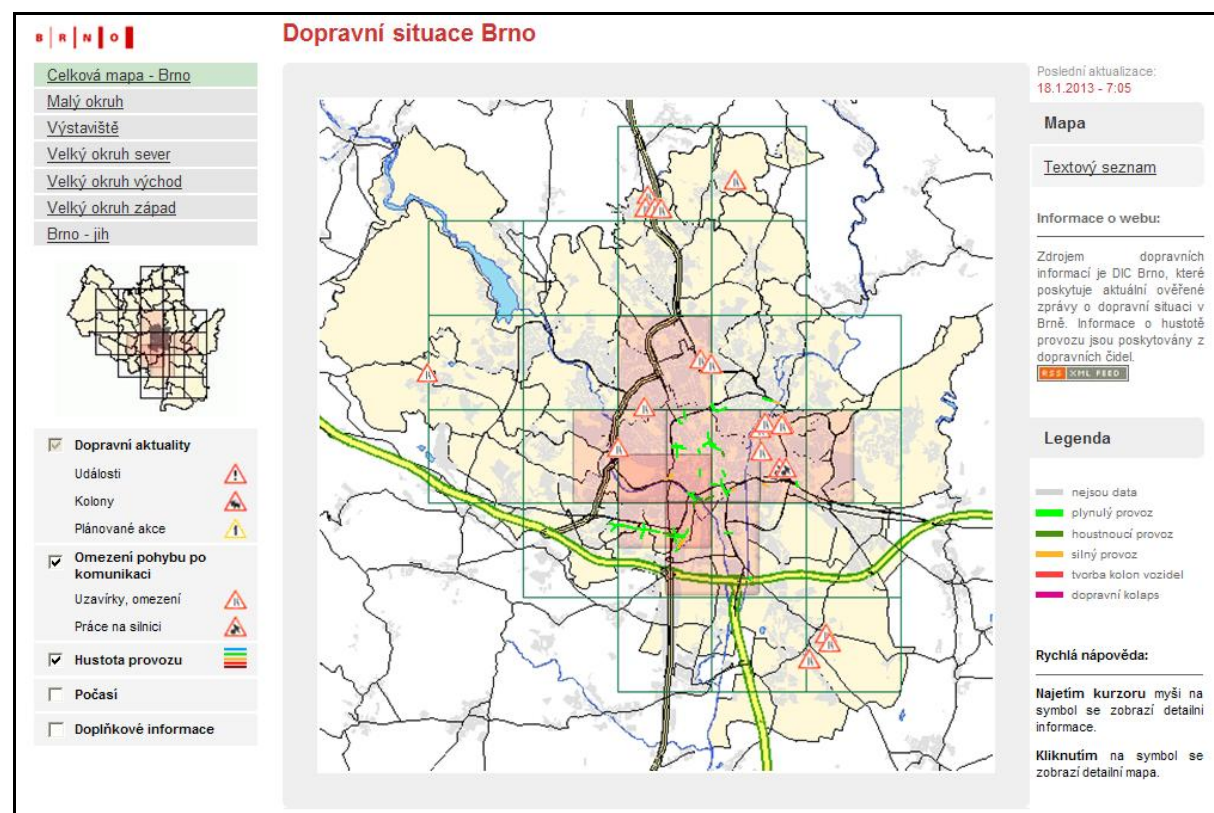 BRNO
Dopravní situace Brno
Celková mapa - Brno
Malý okruh
Výstaviště
Velký okruh sever
Velký okruh východ
Velký okruh západ
Brno - jih
Dopravní aktuality
Události
Kolony
Plánované akce
Omezení pohybu po
komunikaci
Uzavírky, omezení
Práce na silnici
Hustota provozu
Počasí
Doplňkové informace
Poslední aktualizace:
18.1.2013 - 7:05
Mapa
Textový seznam
Informace o webu:
Zdrojem dopravních
informací je DIC Brno, které
poskytuje aktuální ověřené
zprávy o dopravní situaci v
Brně. Informace o hustotě
provozu jsou poskytovány z
dopravních čidel.
RSS XML FEED
Legenda
nejsou data
plynulý provoz
houstnoucí provoz
silný provoz
tvorba kolon vozidel
dopravní kolaps
Rychlá nápověda:
Najetím kurzoru myši na
symbol se zobrazí detailní
informace.
Kliknutím na symbol se
zobrazí detailní mapa.